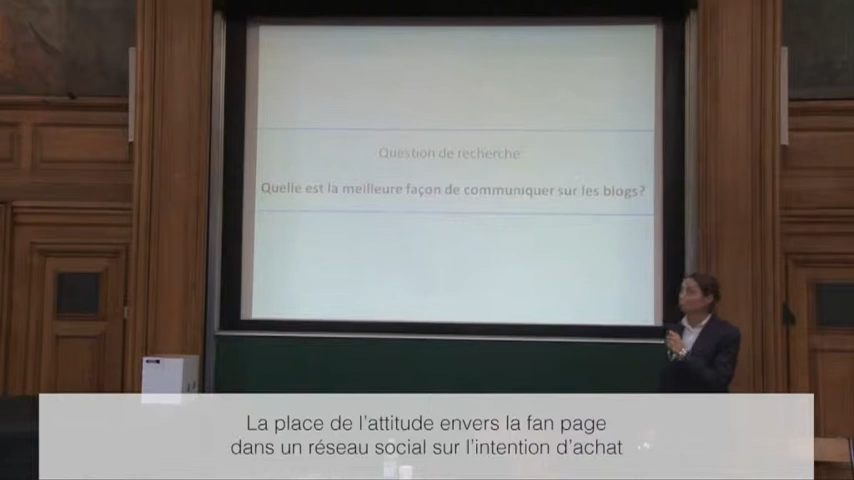 Question de recherche
Quelle est la meilleure façon de communiquer sur les blogs?
La place de l'attitude envers la fan page
dans un réseau social sur l'intention d'achat